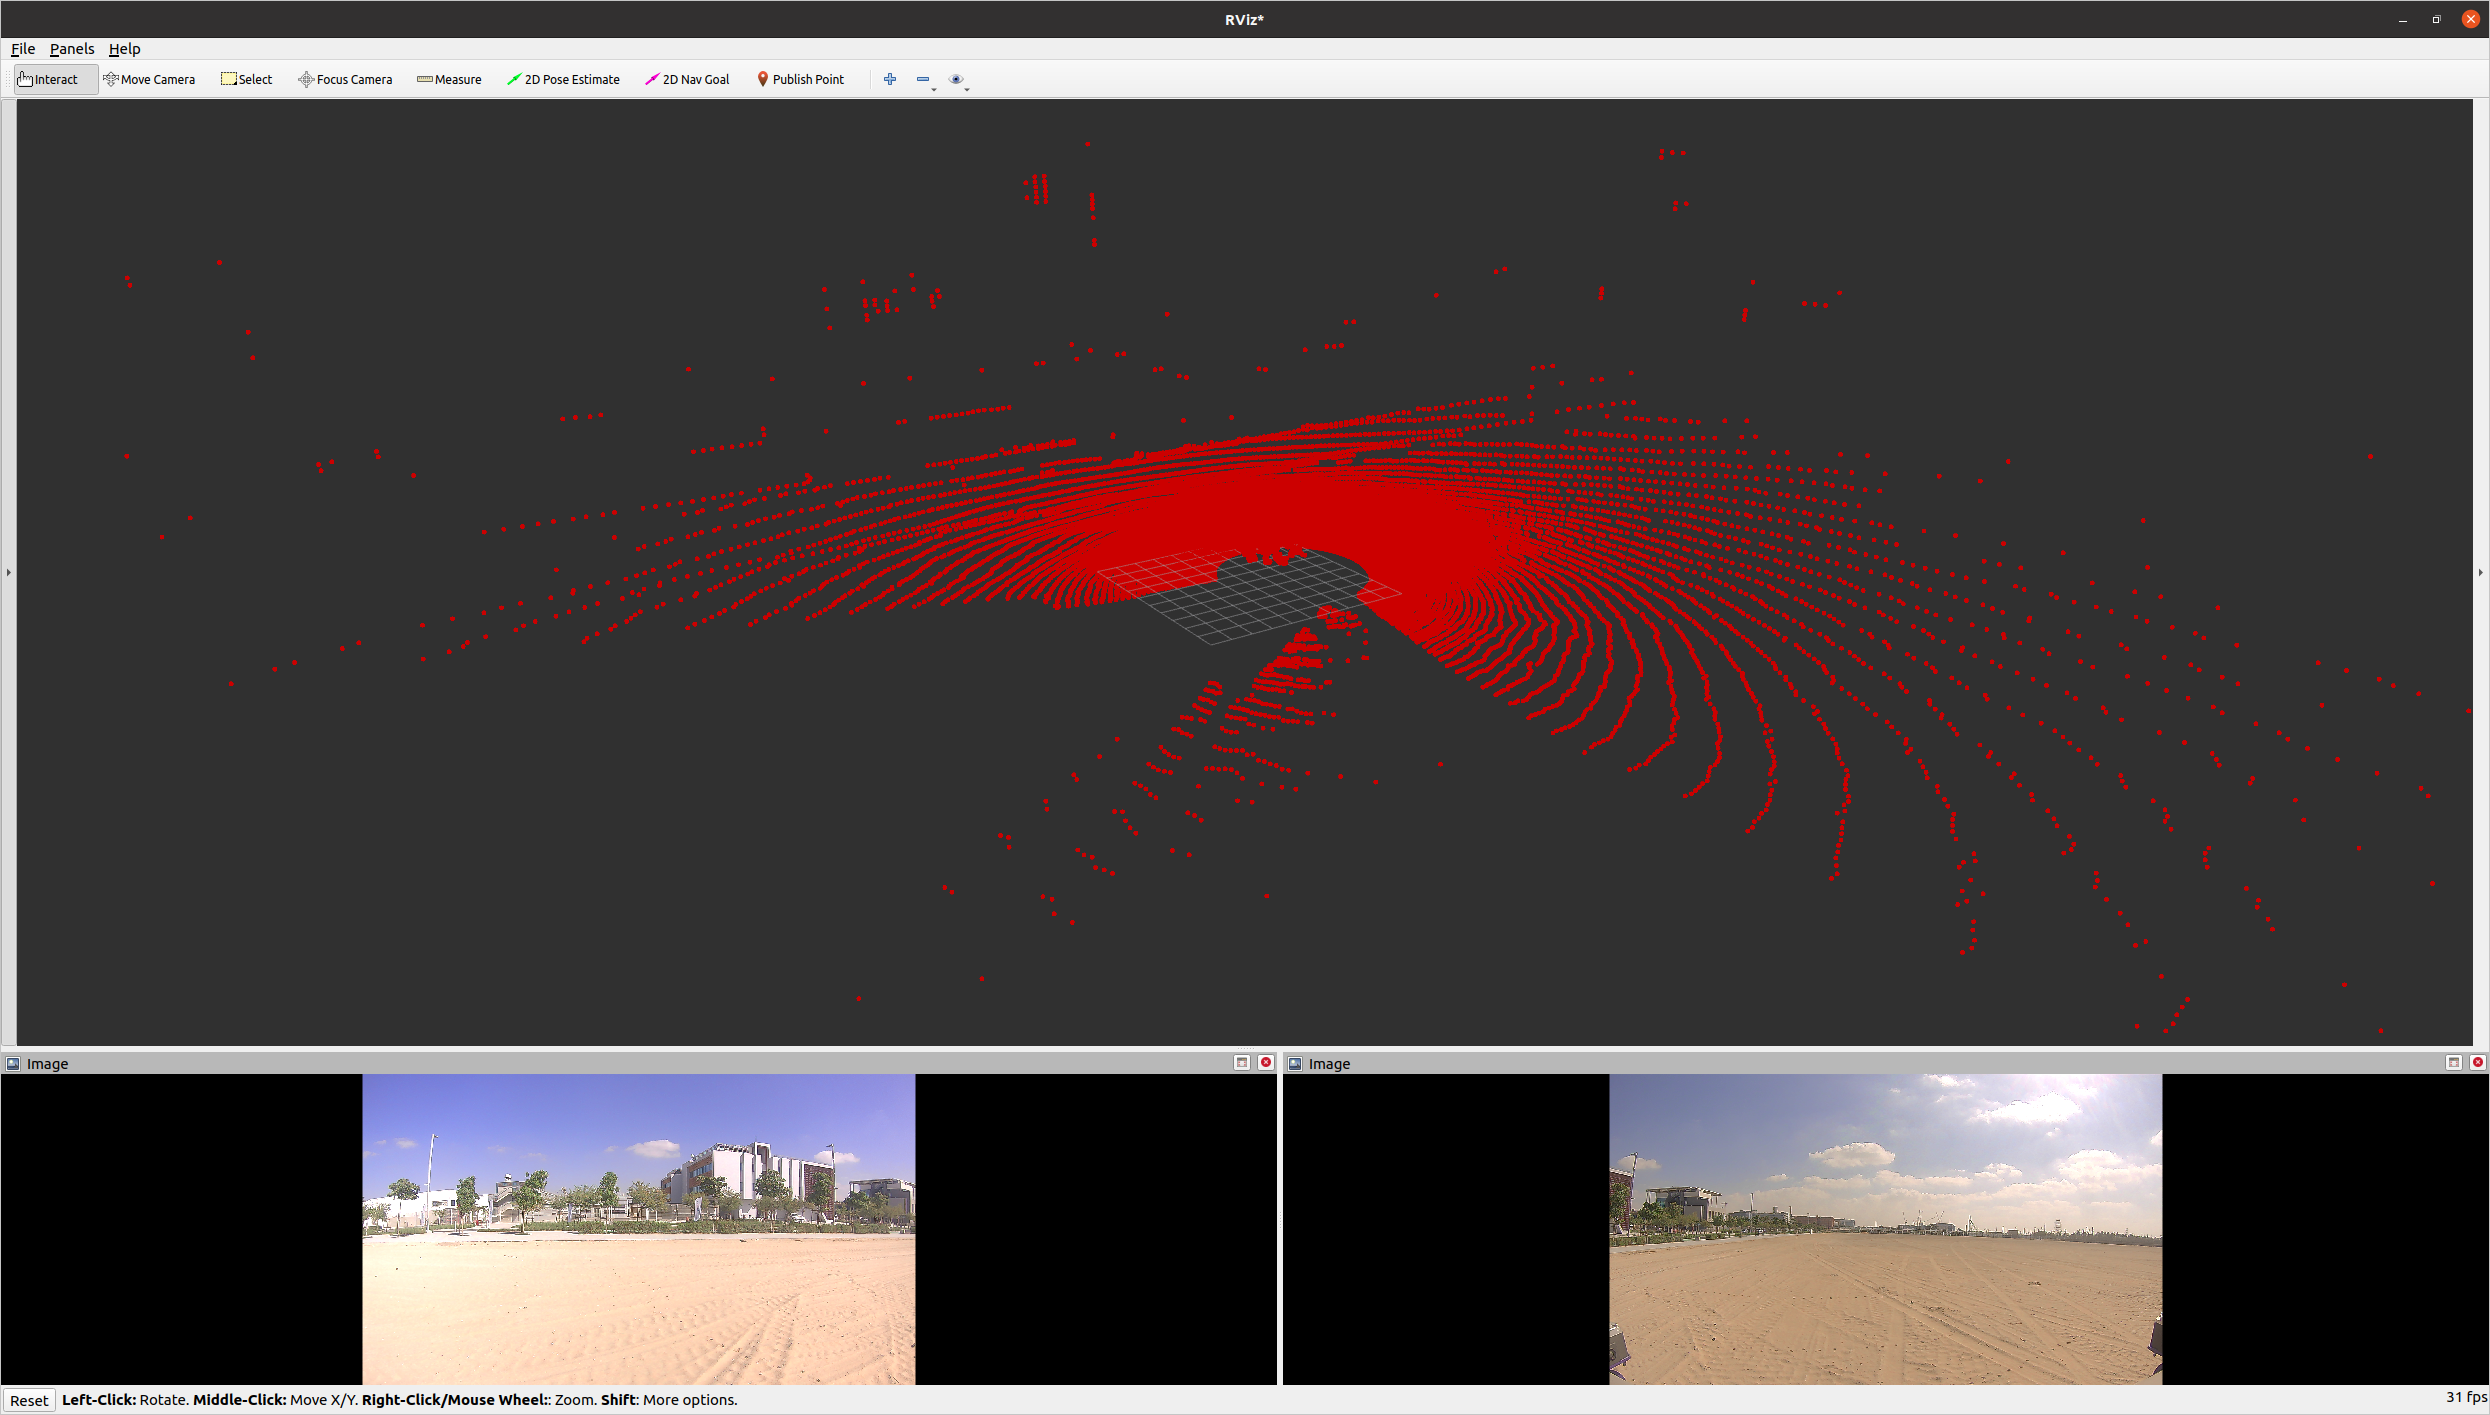 RViz*
File Panels Help
Interact Move Camera Select Focus Camera Measure 2D Pose Estimate 2D Nav Goal Publish Point
Image Image
Reset Left-Click: Rotate. Middle-Click: Move X/Y. Right-Click/Mouse Wheel:: Zoom. Shift: More options. 31 fps